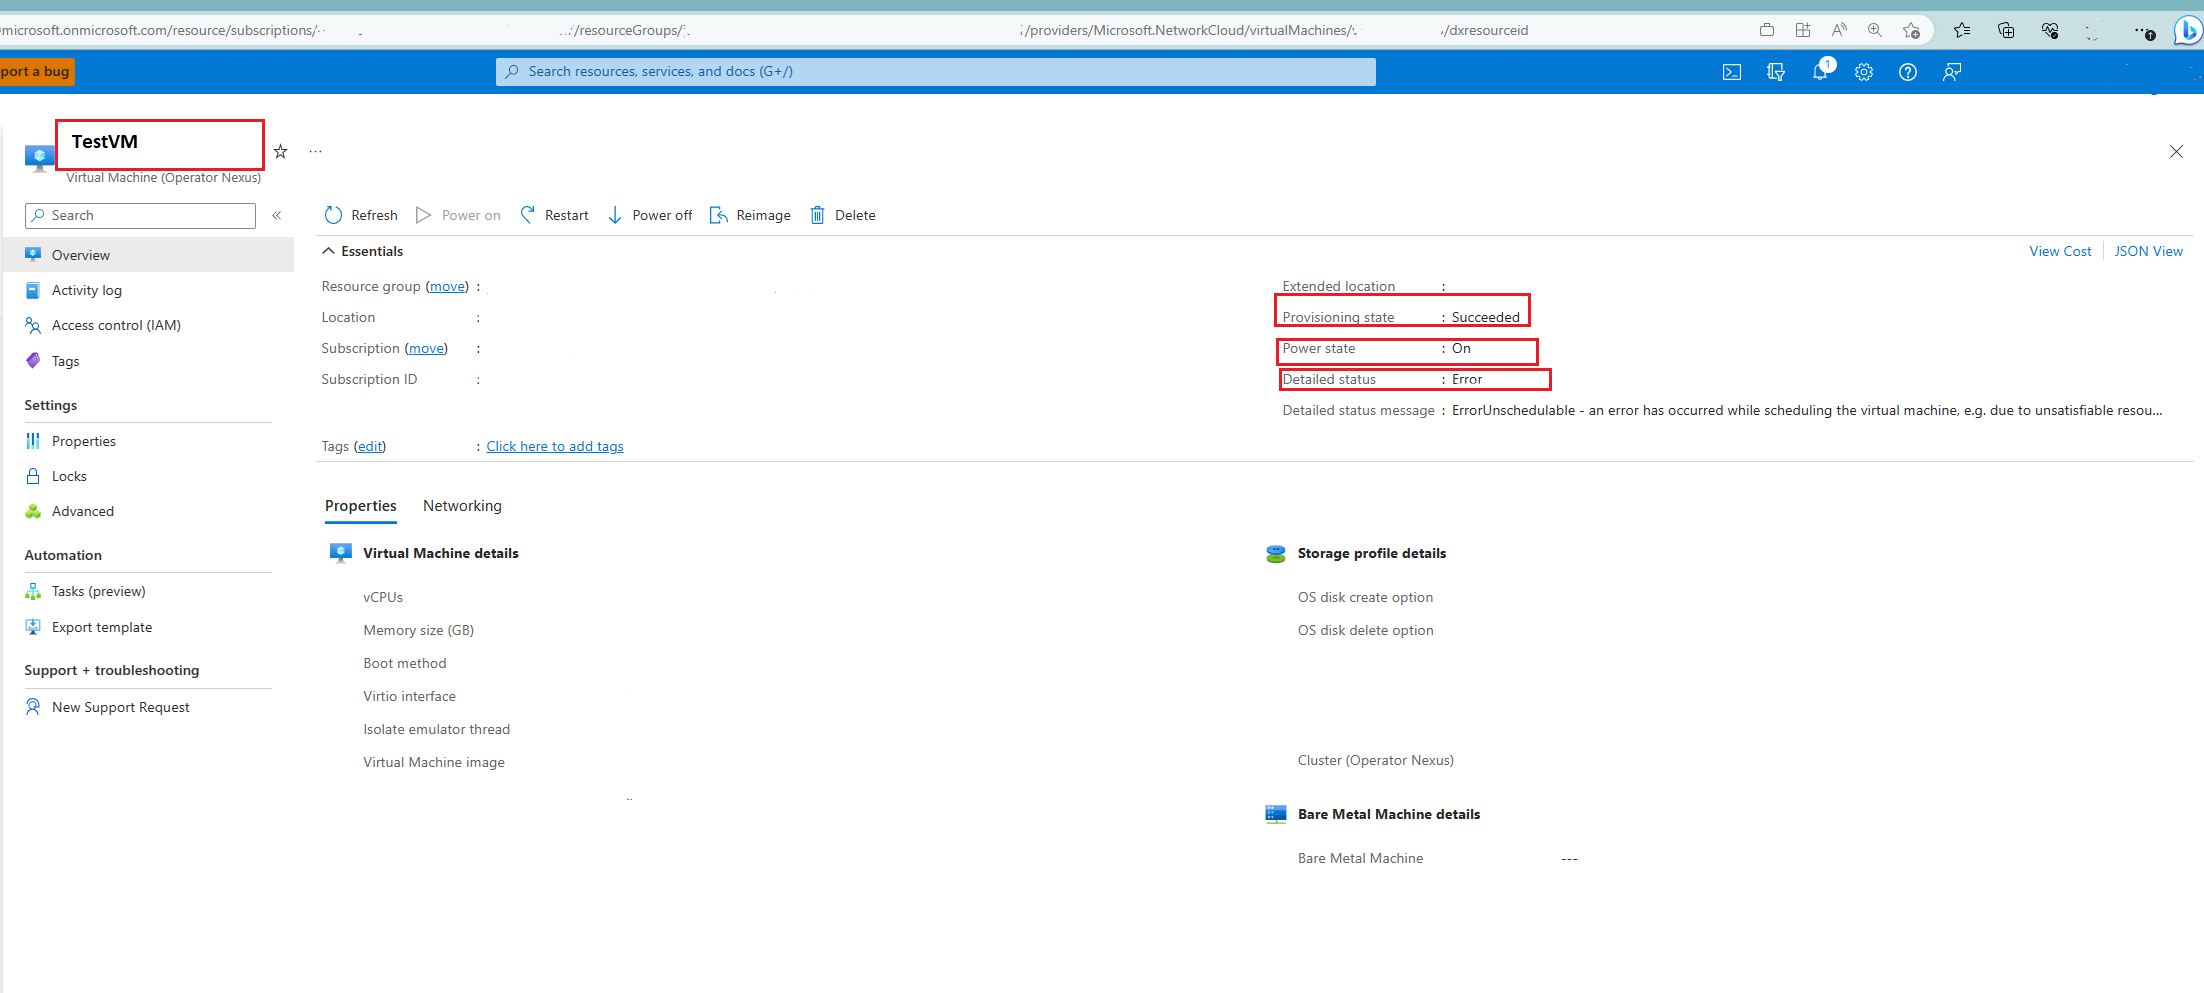 microsoft.onmicrosoft.com/resource/subscriptions/ /resourceGroups/ /providers/Microsoft.NetworkCloud/virtualMachines/ /dxresourceid
port a bug
Search resources, services, and docs (G+/)
1
TestVM
Virtual Machine (Operator Nexus)
Search
«
Refresh
Power on
Restart
Power off
Reimage
Delete
Overview
Activity log
Access control (IAM)
Tags
Settings
Properties
Locks
Advanced
Automation
Tasks (preview)
Export template
Support + troubleshooting
New Support Request
Essentials
View Cost
JSON View
Resource group (move) :
Location :
Subscription (move) :
Subscription ID :
Tags (edit) : Click here to add tags
Extended location :
Provisioning state : Succeeded
Power state : On
Detailed status : Error
Detailed status message : ErrorUnschedulable - an error has occurred while scheduling the virtual machine, e.g. due to unsatisfiable resou...
Properties
Networking
Virtual Machine details
vCPUs
Memory size (GB)
Boot method
Virtio interface
Isolate emulator thread
Virtual Machine image
Storage profile details
OS disk create option
OS disk delete option
Cluster (Operator Nexus)
Bare Metal Machine details
Bare Metal Machine ---